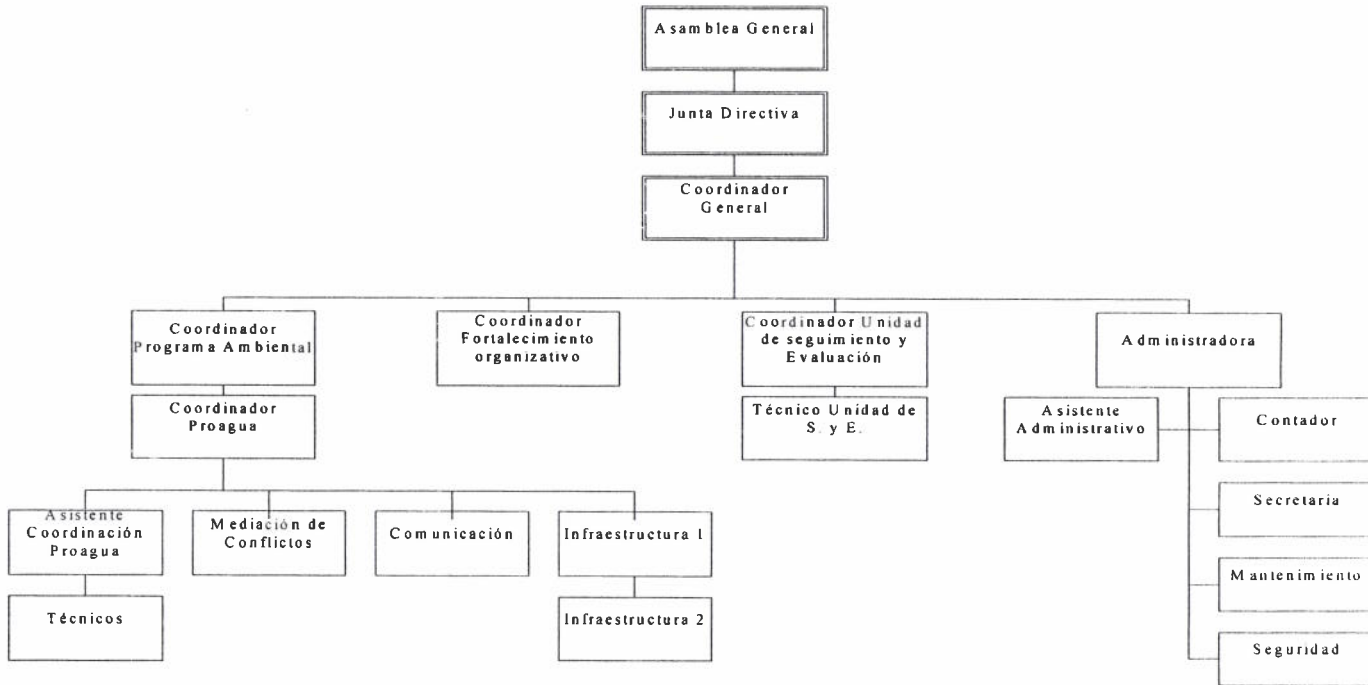 Asamblea General
Junta Directiva
Coordinador
General
Coordinador
Programa Ambiental
Coordinador
Fortalecimiento
organizativo
Coordinador Unidad
de seguimiento y
Evaluación
Administradora
Coordinador
Proagua
Técnico Unidad de
S. y E.
Asistente
Administrativo
Contador
Secretaria
Mantenimiento
Seguridad
Asistente
Coordinación
Proagua
Mediación de
Conflictos
Comunicación
Infraestructura 1
Técnicos
Infraestructura 2